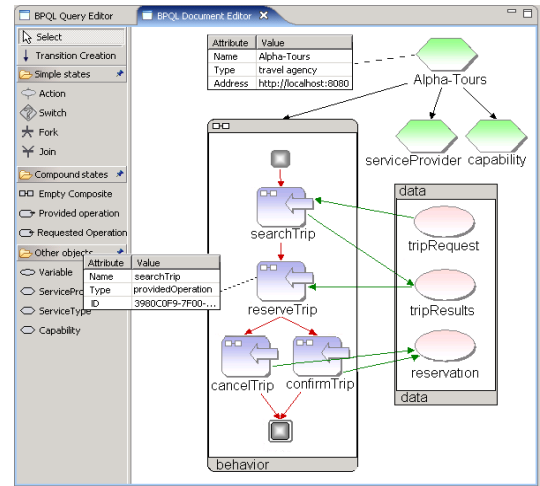 BPQL Query Editor
BPQL Document Editor
Select
Transition Creation
Simple states
Action
Switch
Fork
Join
Compound states
Empty Composite
Provided operation
Requested Operation
Other objects
Variable
ServicePro
ServiceType
Capability
Attribute Value
Name searchTrip
Type providedOperation
ID 3980C0F9-7F00-...
Attribute Value
Name Alpha-Tours
Type travel agency
Address http://localhost:8080
Alpha-Tours
serviceProvider capability
searchTrip
reserveTrip
cancelTrip confirmTrip
behavior
data
tripRequest
tripResults
reservation
data